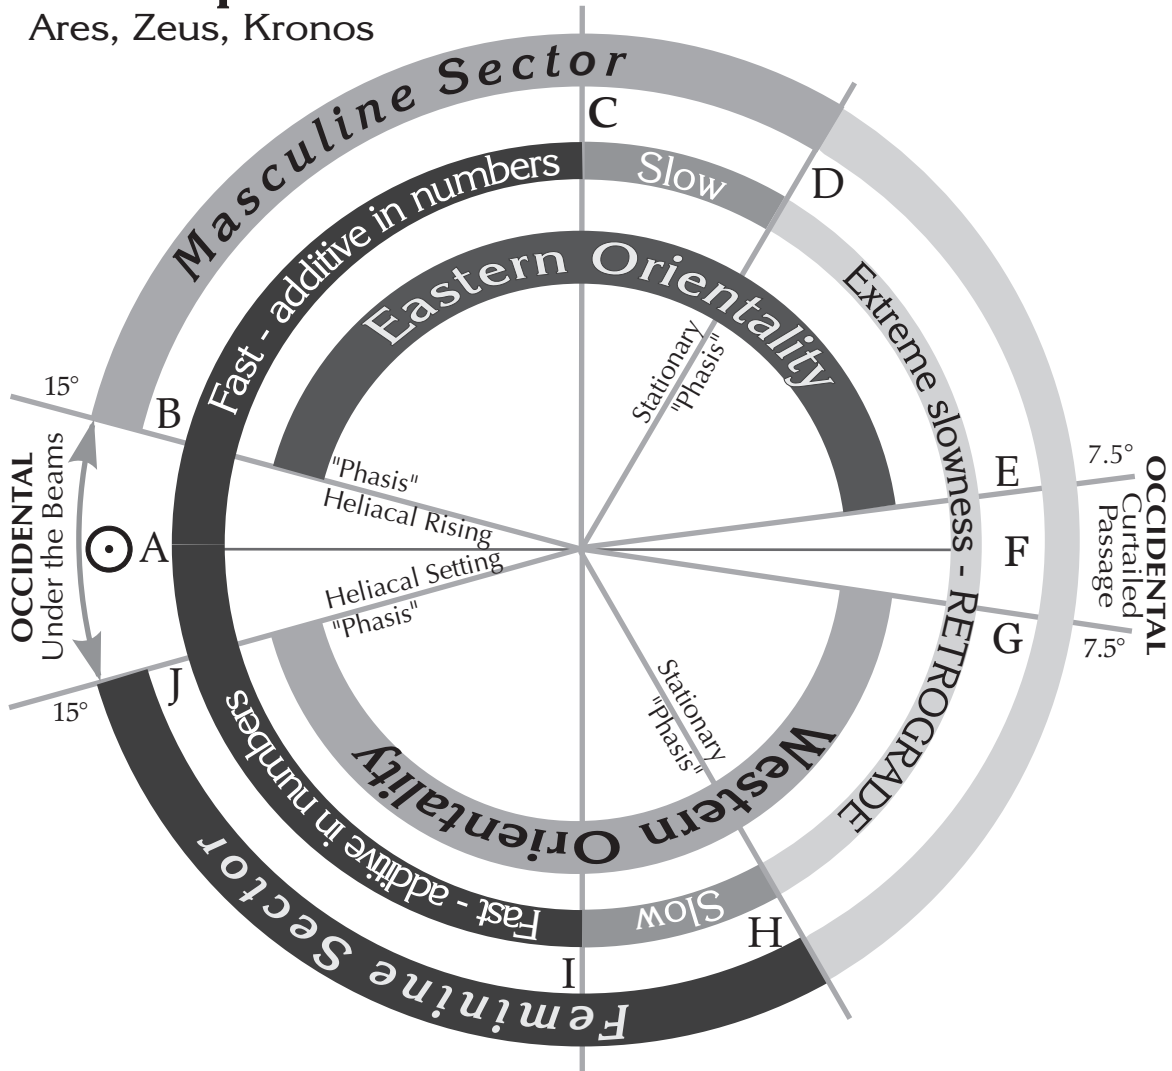 Ares, Zeus, Kronos
Masculine Sector
C
Slow
D
Fast - additive in numbers
Eastern Orientality
Extreme slowness - RETROGRADE
Stationary
"Phasis"
15°
B
"Phasis"
Heliacal Rising
E
7.5°
OCCIDENTAL
Under the Beams
A
F
OCCIDENTAL
Curtailed
Passage
Heliacal Setting
"Phasis"
G
7.5°
J
15°
Stationary
"Phasis"
Western Orientality
Fast - additive in numbers
Slow
H
I
Feminine Sector